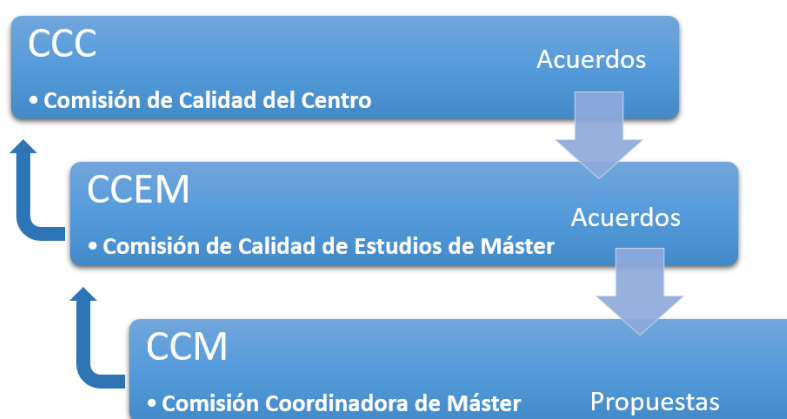 CCC
Acuerdos
• Comisión de Calidad del Centro
CCEM
Acuerdos
• Comisión de Calidad de Estudios de Máster
CCM
• Comisión Coordinadora de Máster
Propuestas